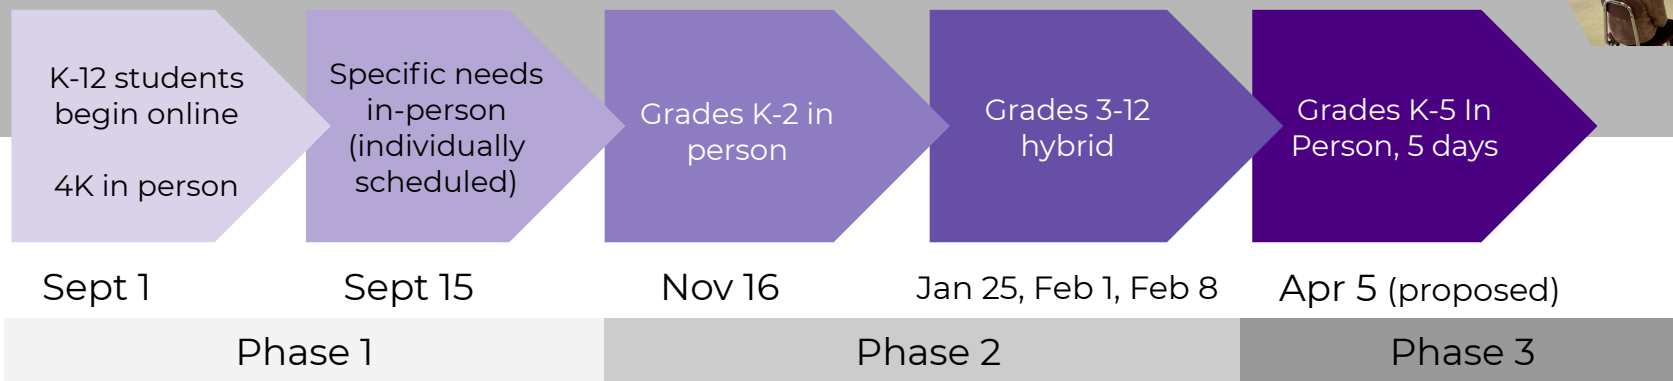 K-12 students
begin online
4K in person
Specific needs
in-person
(individually
scheduled)
Grades K-2 in
person
Grades 3-12
hybrid
Grades K-5 In
Person, 5 days
Sept 1
Sept 15
Nov 16
Jan 25, Feb 1, Feb 8
Apr 5 (proposed)
Phase 1
Phase 2
Phase 3